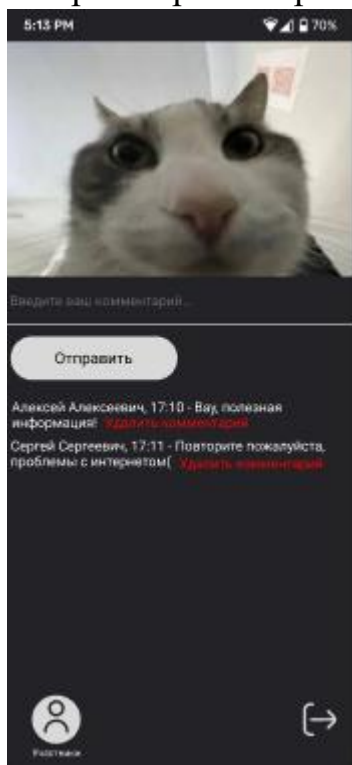 5:13 PM 70%
Введите ваш комментарий...
Отправить
Алексей Алексеевич, 17:10 - Вау, полезная
информация! Удалить комментарий
Сергей Сергеевич, 17:11 - Повторите пожалуйста,
проблемы с интернетом( Удалить комментарий